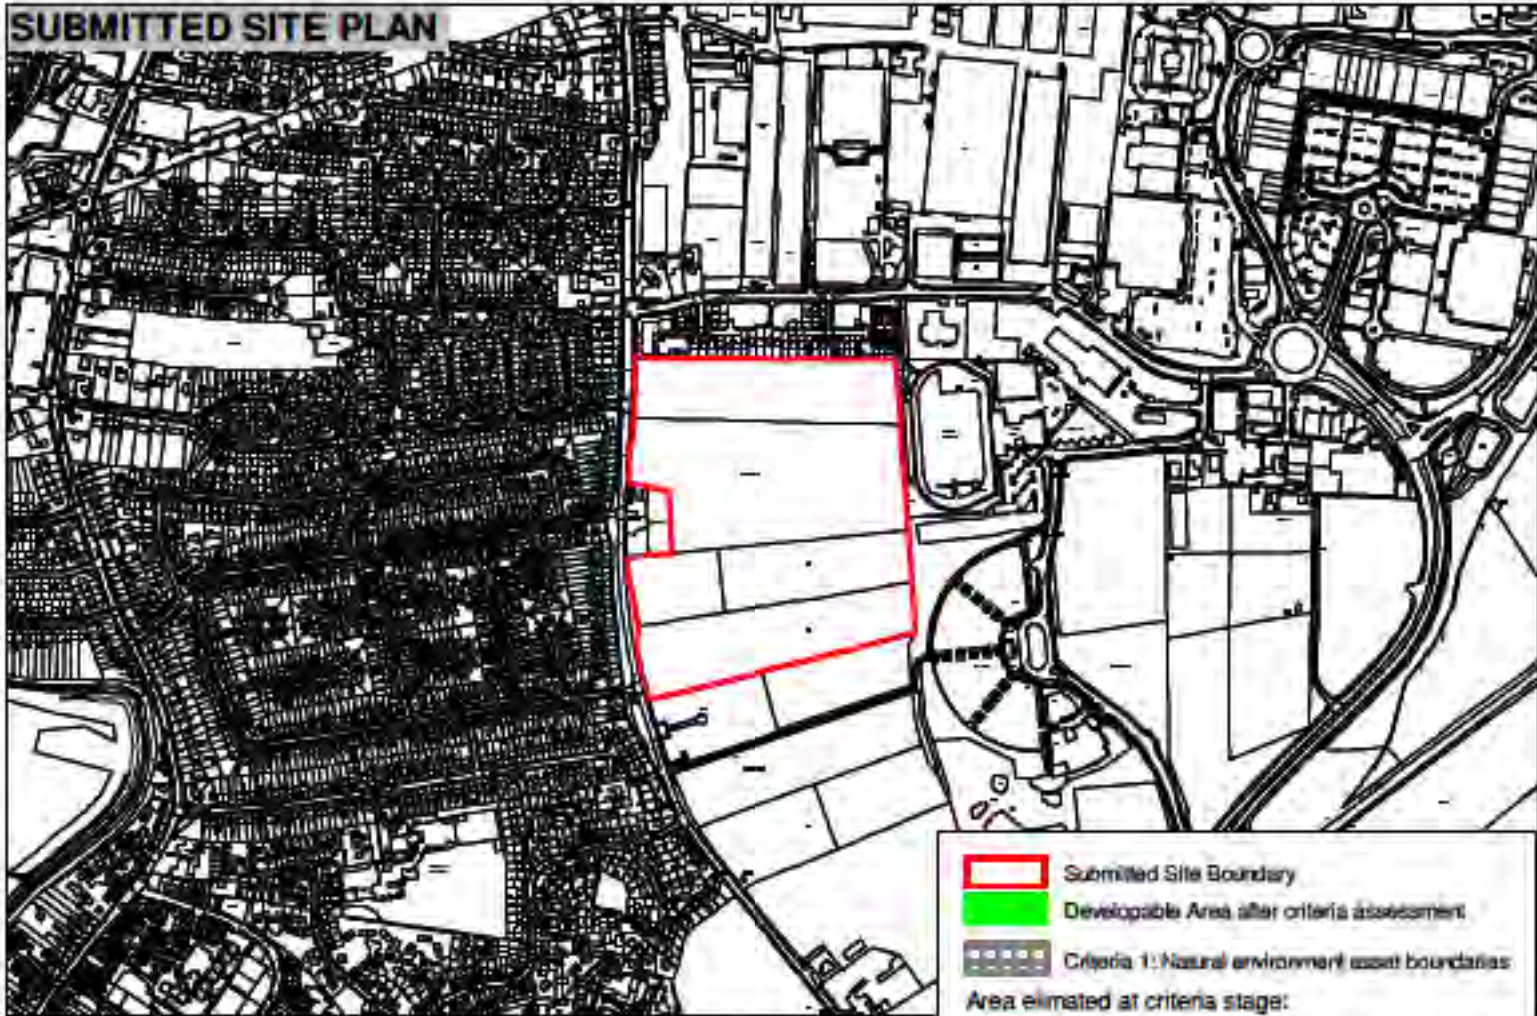 SUBMITTED SITE PLAN
Submitted Site Boundary
Developable Area after criteria assessment
Criteria 1: Natural environment asset boundaries
Area elimated at criteria stage: